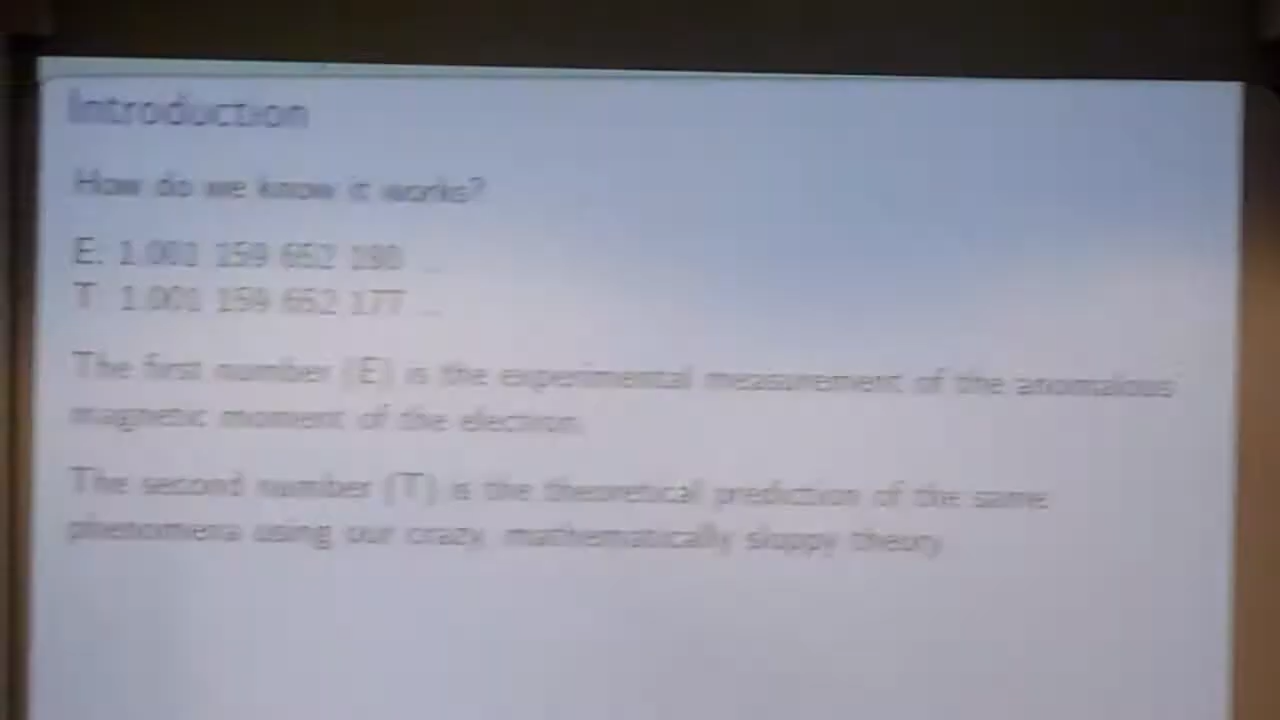 Introduction
How do we know it works?
E: 1.001 159 652 180 ...
T: 1.001 159 652 177 ...
The first number (E) is the experimental measurement of the anomalous
magnetic moment of the electron.
The second number (T) is the theoretical prediction of the same
phenomena using our crazy, mathematically sloppy theory.